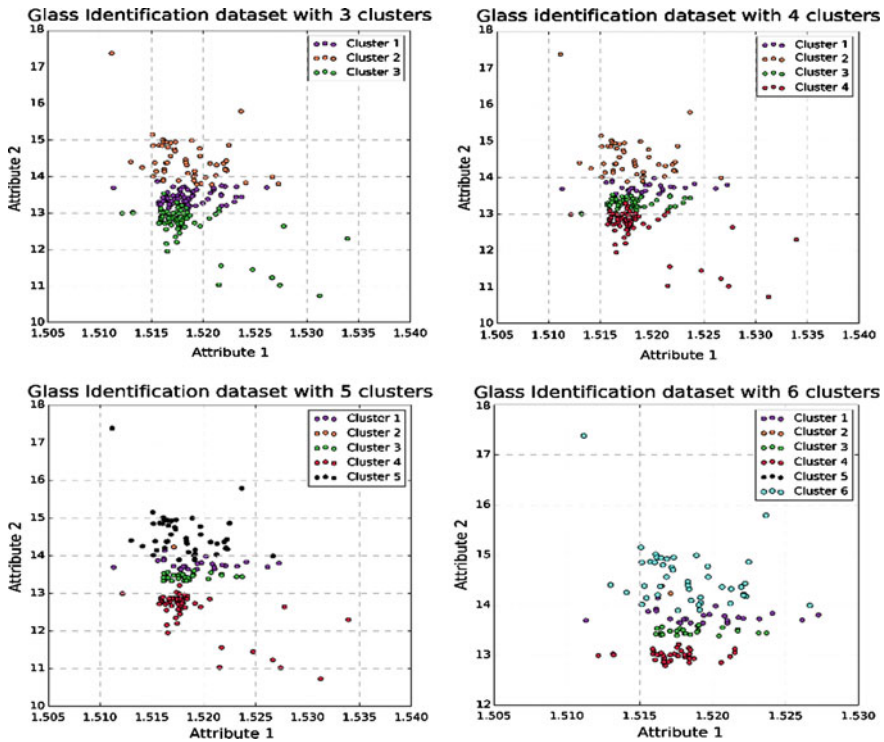 Glass Identification dataset with 3 clusters
18
17
16
15
14
13
12
11
10
Attribute 2
1.505 1.510 1.515 1.520 1.525 1.530 1.535 1.540
Attribute 1
Cluster 1
Cluster 2
Cluster 3
Glass identification dataset with 4 clusters
18
17
16
15
14
13
12
11
10
Attribute 2
1.505 1.510 1.515 1.520 1.525 1.530 1.535 1.540
Attribute 1
Cluster 1
Cluster 2
Cluster 3
Cluster 4
Glass Identification dataset with 5 clusters
18
17
16
15
14
13
12
11
10
Attribute 2
1.505 1.510 1.515 1.520 1.525 1.530 1.535 1.540
Attribute 1
Cluster 1
Cluster 2
Cluster 3
Cluster 4
Cluster 5
Glass Identification dataset with 6 clusters
18
17
16
15
14
13
12
Attribute 2
1.505 1.510 1.515 1.520 1.525 1.530
Attribute 1
Cluster 1
Cluster 2
Cluster 3
Cluster 4
Cluster 5
Cluster 6